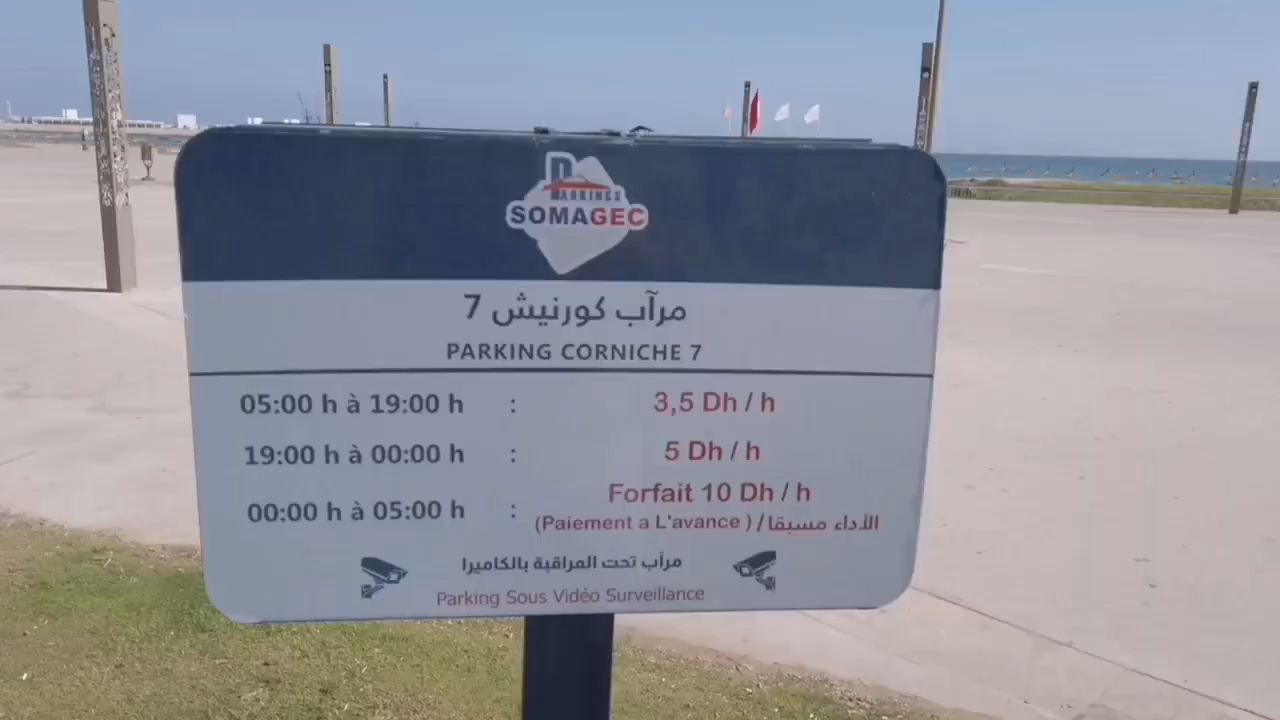 PARKINGS
SOMAGEC
مرآب كورنيش 7
PARKING CORNICHE 7
05:00 h à 19:00 h : 3,5 Dh / h
19:00 h à 00:00 h : 5 Dh / h
00:00 h à 05:00 h : Forfait 10 Dh / h
(Paiement a L'avance ) / الأداء مسبقا
مرآب تحت المراقبة بالكاميرا
Parking Sous Vidéo Surveillance